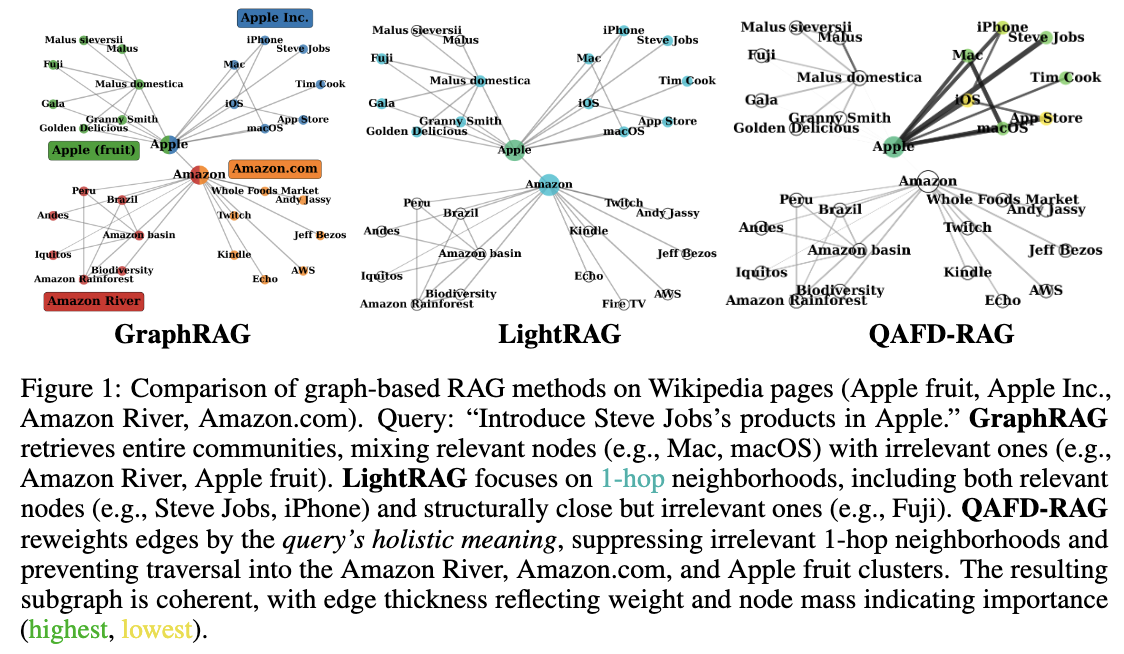 Apple Inc.
Malus sieversii
Malus
Fuji
Malus domestica
Gala
Granny Smith
Golden Delicious
Apple (fruit)
iPhone
Steve Jobs
Mac
Tim Cook
iOS
App Store
macOS
Apple
Amazon
Amazon.com
Peru
Brazil
Whole Foods Market
Andy Jassy
Andes
Twitch
Amazon basin
Jeff Bezos
Iquitos
Kindle
Biodiversity
AWS
Amazon Rainforest
Echo
Amazon River
GraphRAG
Malus sieversii
Malus
Fuji
Malus domestica
Gala
Granny Smith
Golden Delicious
iPhone
Steve Jobs
Mac
Tim Cook
iOS
App Store
macOS
Apple
Amazon
Peru
Brazil
Twitch
Andy Jassy
Andes
Kindle
Amazon basin
Jeff Bezos
Iquitos
Echo
Biodiversity
AWS
Amazon Rainforest
Fire TV
LightRAG
Malus sieversii
Malus
Fuji
Malus domestica
Gala
Granny Smith
Golden Delicious
iPhone
Steve Jobs
Mac
Tim Cook
iOS
App Store
macOS
Apple
Amazon
Peru
Brazil
Whole Foods Market
Andy Jassy
Andes
Twitch
Amazon basin
Jeff Bezos
Iquitos
Kindle
Biodiversity
AWS
Amazon Rainforest
Echo
QAFD-RAG
Figure 1: Comparison of graph-based RAG methods on Wikipedia pages (Apple fruit, Apple Inc.,
Amazon River, Amazon.com). Query: “Introduce Steve Jobs’s products in Apple.” GraphRAG
retrieves entire communities, mixing relevant nodes (e.g., Mac, macOS) with irrelevant ones (e.g.,
Amazon River, Apple fruit). LightRAG focuses on 1-hop neighborhoods, including both relevant
nodes (e.g., Steve Jobs, iPhone) and structurally close but irrelevant ones (e.g., Fuji). QAFD-RAG
reweights edges by the query’s holistic meaning, suppressing irrelevant 1-hop neighborhoods and
preventing traversal into the Amazon River, Amazon.com, and Apple fruit clusters. The resulting
subgraph is coherent, with edge thickness reflecting weight and node mass indicating importance
(highest, lowest).